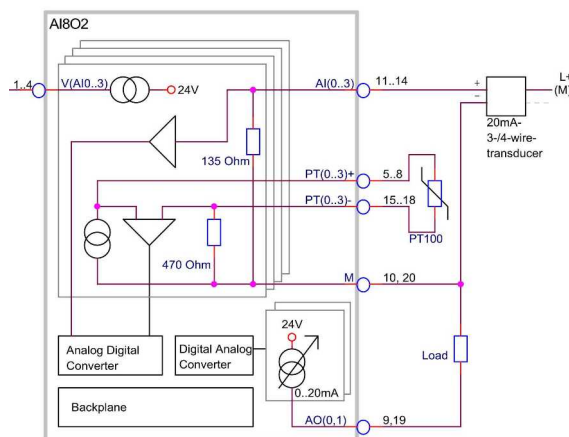 AI8O2
1..4
V(AI0..3)
24V
AI(0..3)
11..14
+
−
L+
(M)
20mA-
3-/4-wire-
transducer
135 Ohm
PT(0..3)+
5..8
PT(0..3)-
15..18
PT100
470 Ohm
M
10, 20
Analog Digital
Converter
Digital Analog
Converter
24V
0..20mA
Load
Backplane
AO(0,1)
9,19